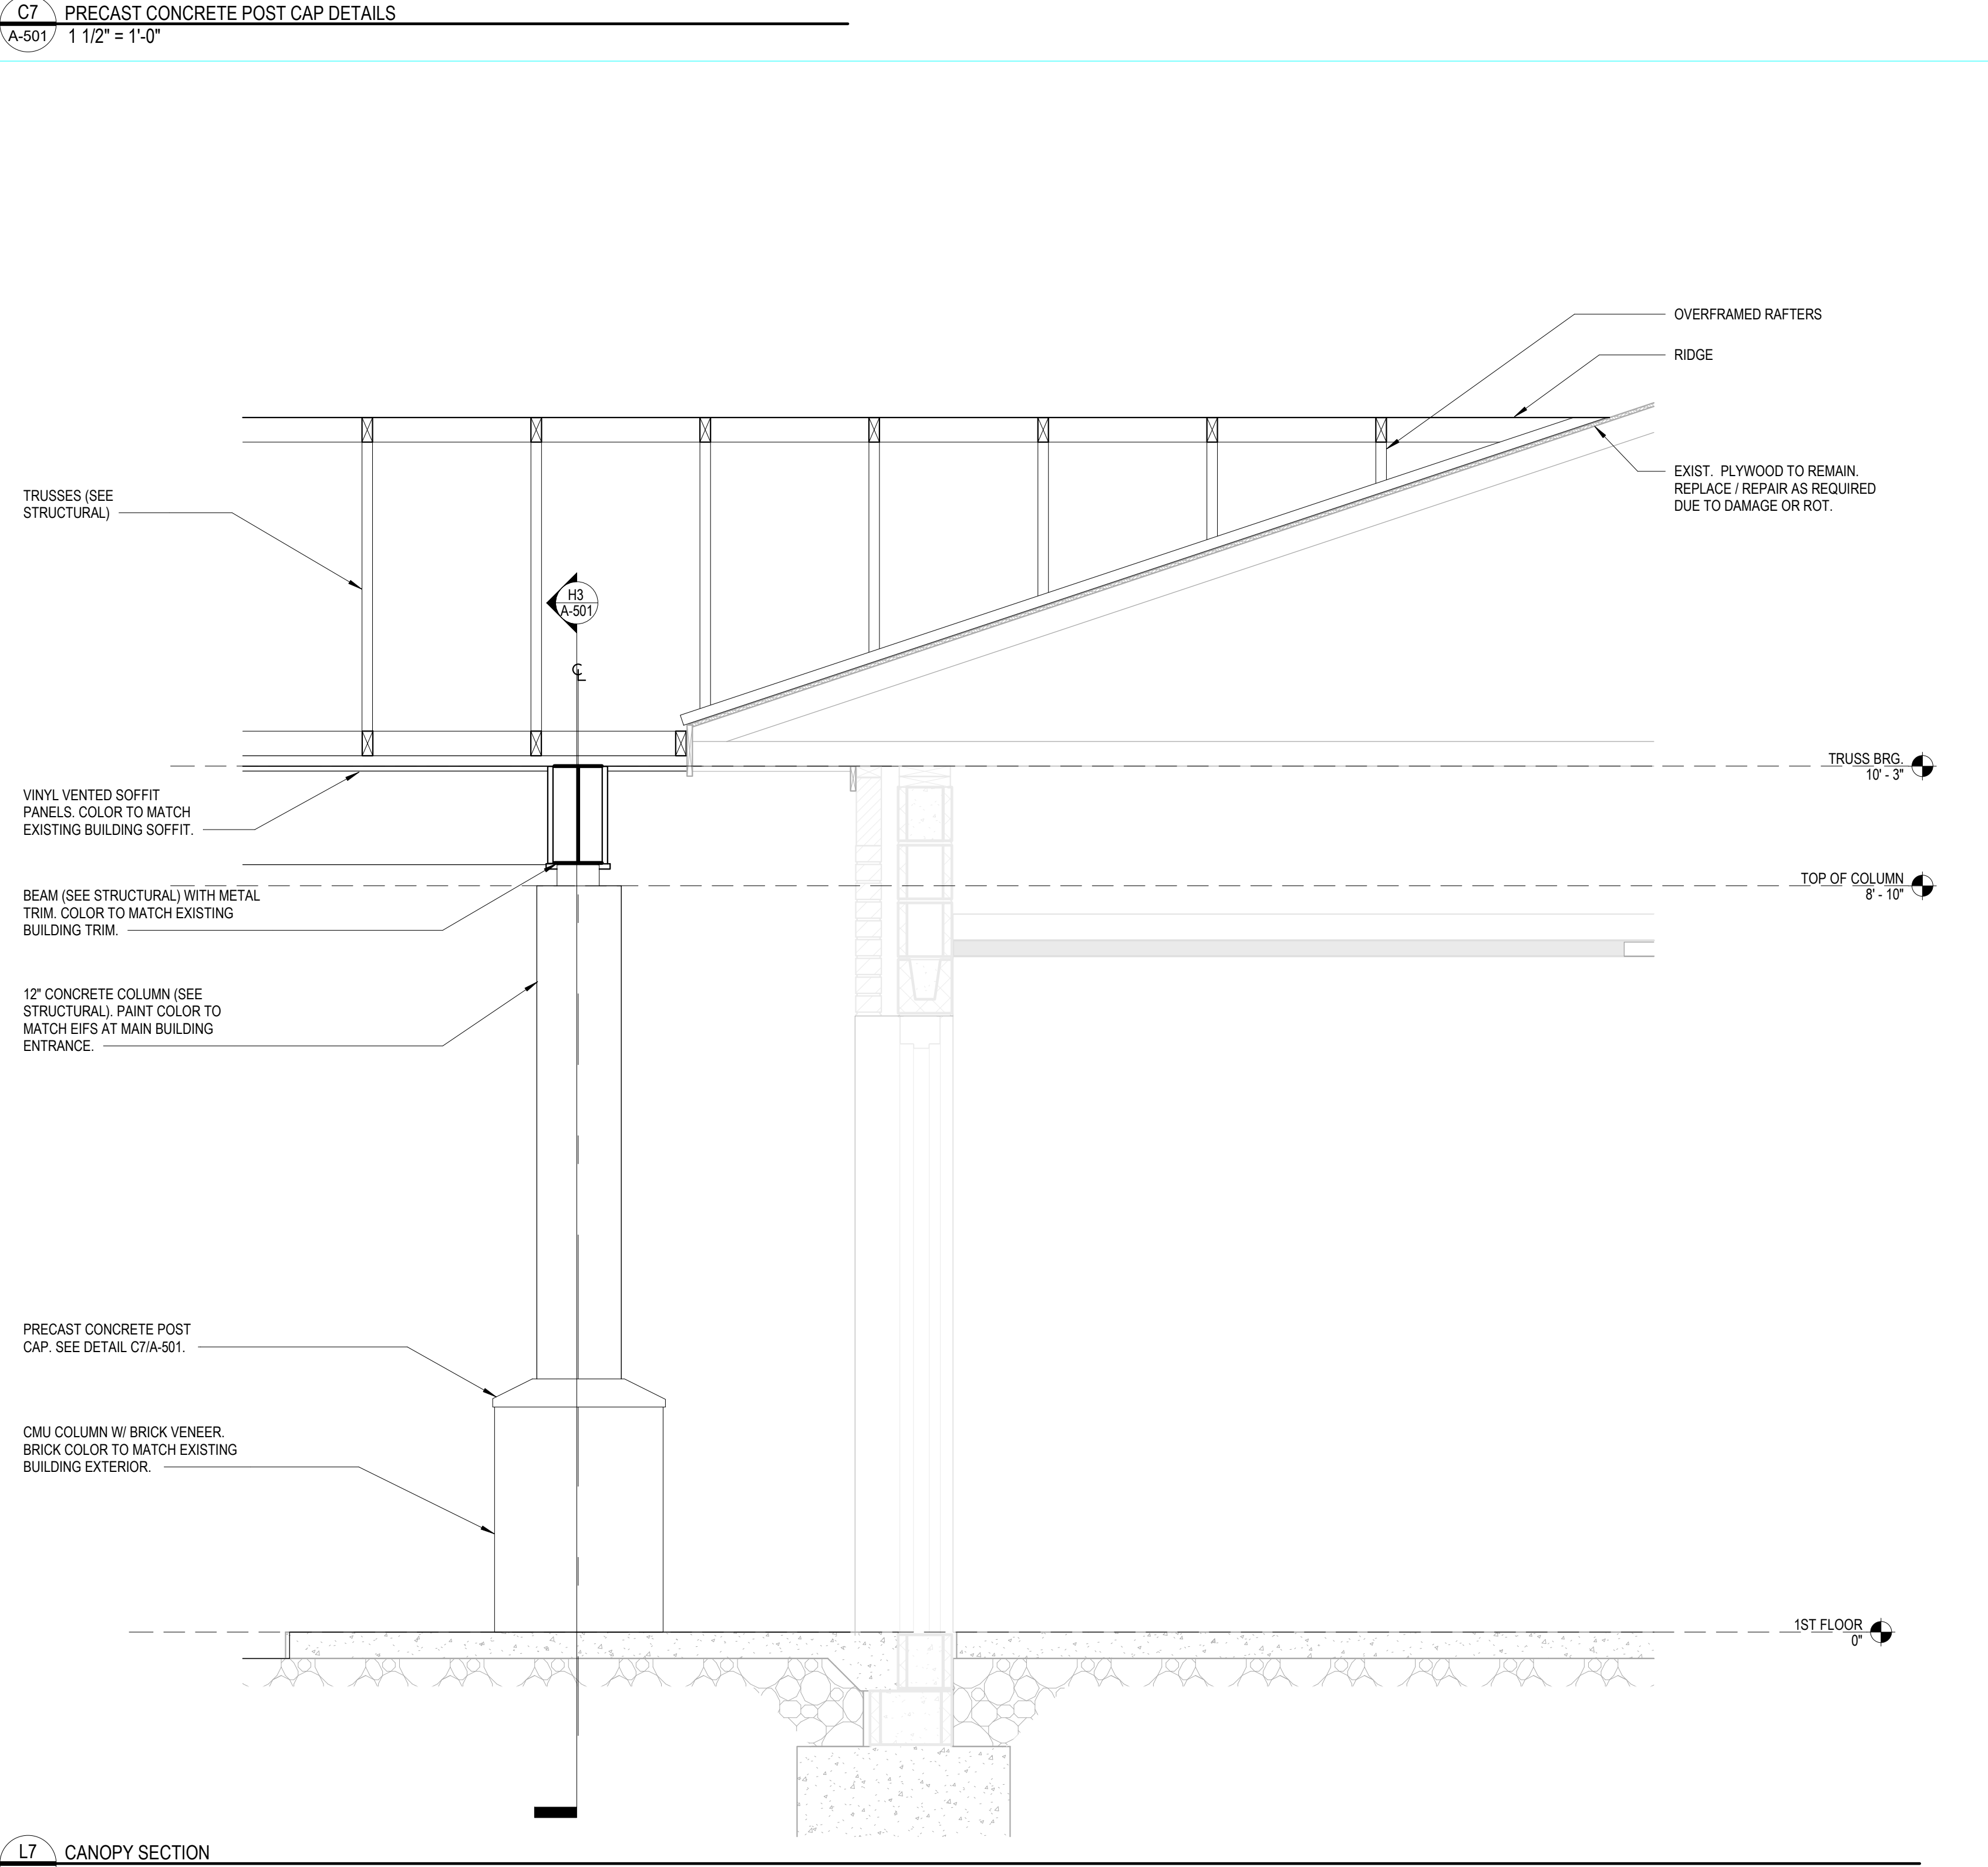 C7
A-501
PRECAST CONCRETE POST CAP DETAILS
1 1/2" = 1'-0"
OVERFRAMED RAFTERS
RIDGE
EXIST. PLYWOOD TO REMAIN.
REPLACE / REPAIR AS REQUIRED
DUE TO DAMAGE OR ROT.
TRUSSES (SEE
STRUCTURAL)
H3
A-501
CL
TRUSS BRG.
10' - 3"
VINYL VENTED SOFFIT
PANELS. COLOR TO MATCH
EXISTING BUILDING SOFFIT.
TOP OF COLUMN
8' - 10"
BEAM (SEE STRUCTURAL) WITH METAL
TRIM. COLOR TO MATCH EXISTING
BUILDING TRIM.
12" CONCRETE COLUMN (SEE
STRUCTURAL). PAINT COLOR TO
MATCH EIFS AT MAIN BUILDING
ENTRANCE.
PRECAST CONCRETE POST
CAP. SEE DETAIL C7/A-501.
CMU COLUMN W/ BRICK VENEER.
BRICK COLOR TO MATCH EXISTING
BUILDING EXTERIOR.
1ST FLOOR
0"
L7
CANOPY SECTION